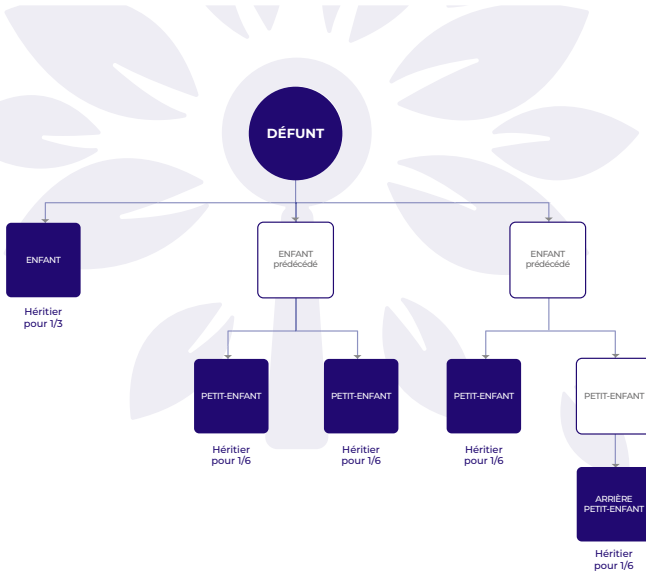 DÉFUNT
ENFANT
ENFANT
prédécédé
ENFANT
prédécédé
Héritier
pour 1/3
PETIT-ENFANT
PETIT-ENFANT
PETIT-ENFANT
PETIT-ENFANT
Héritier
pour 1/6
Héritier
pour 1/6
Héritier
pour 1/6
ARRIÈRE
PETIT-ENFANT
Héritier
pour 1/6